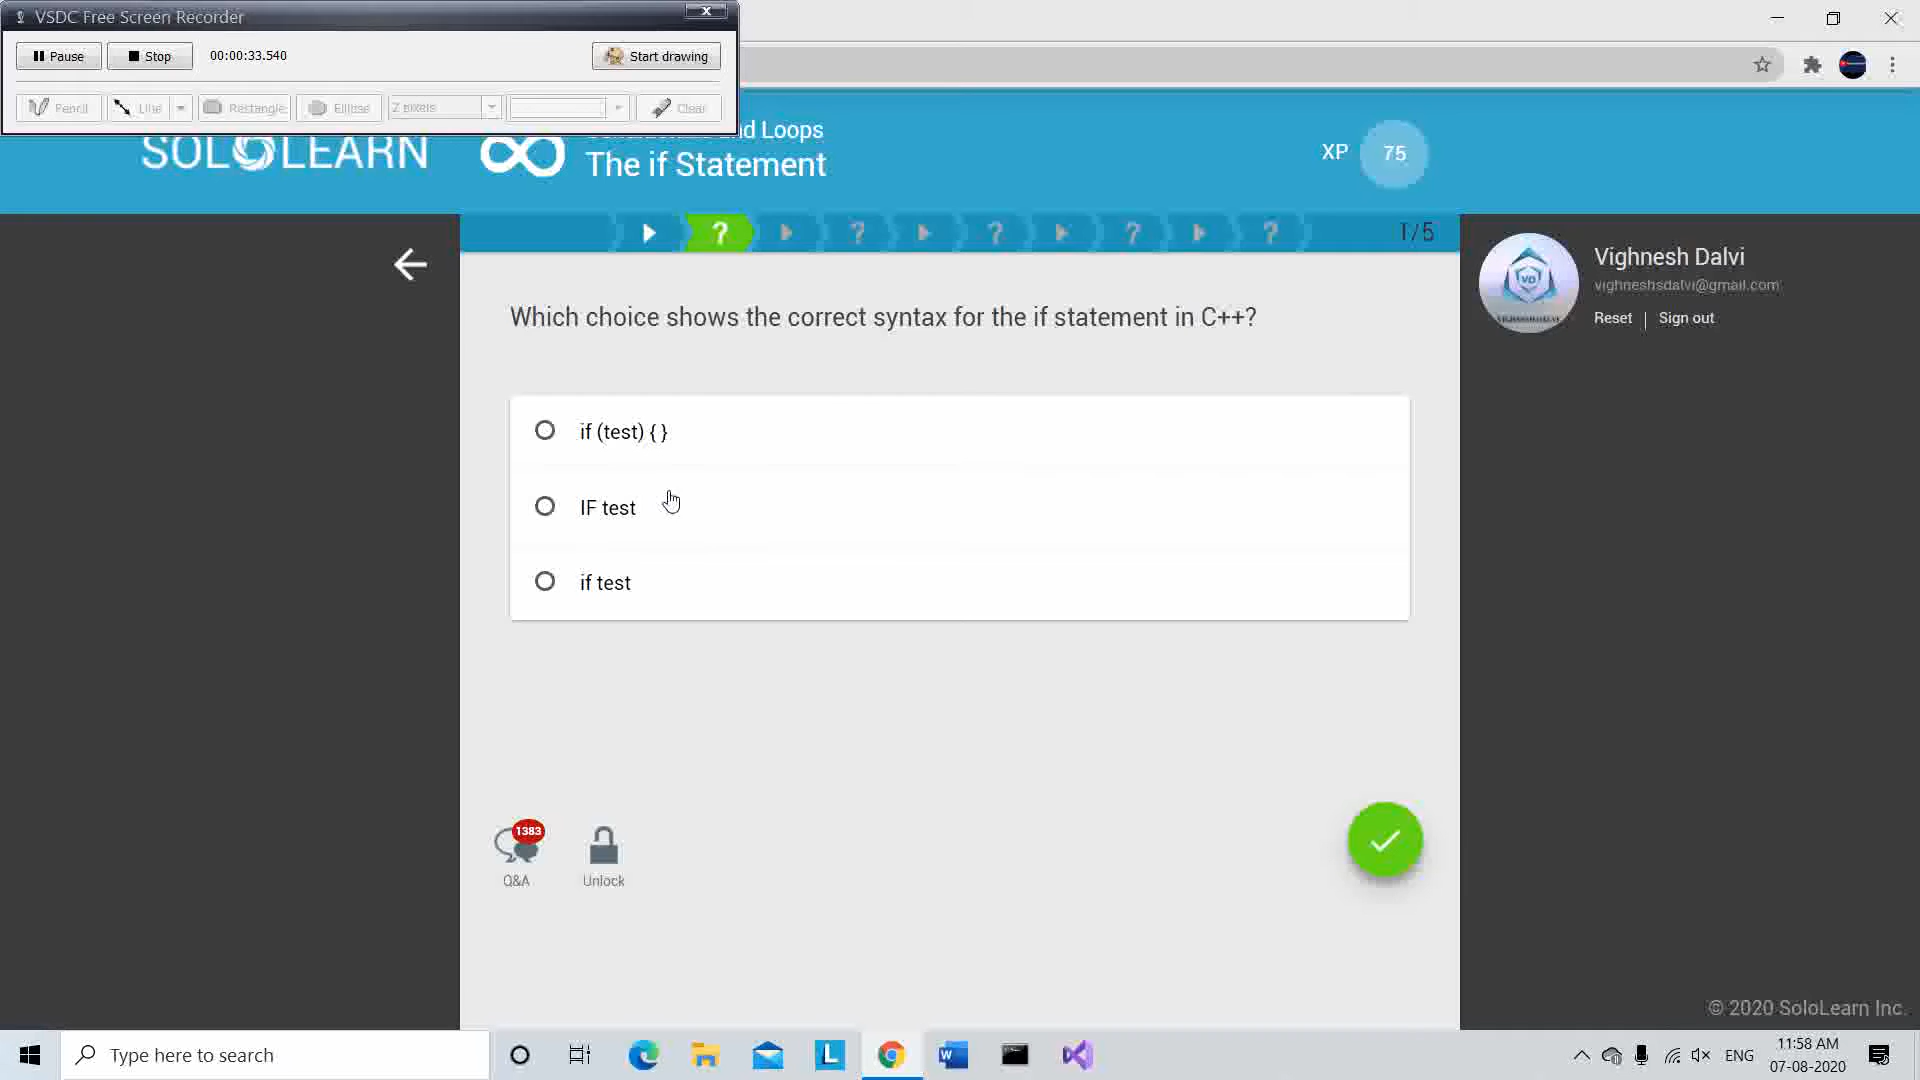 VSDC Free Screen Recorder
Pause
Stop
00:00:33.540
Start drawing
Pencil
Line
Rectangle
Ellipse
2 pixels
Clear
SOLOLEARN
nd Loops
The if Statement
XP
75
?
?
?
?
?
1/5
Vighnesh Dalvi
vighneshsdalvi@gmail.com
Reset
Sign out
Which choice shows the correct syntax for the if statement in C++?
if (test) { }
IF test
if test
1383
Q&A
Unlock
© 2020 SoloLearn Inc.
Type here to search
ENG
11:58 AM
07-08-2020